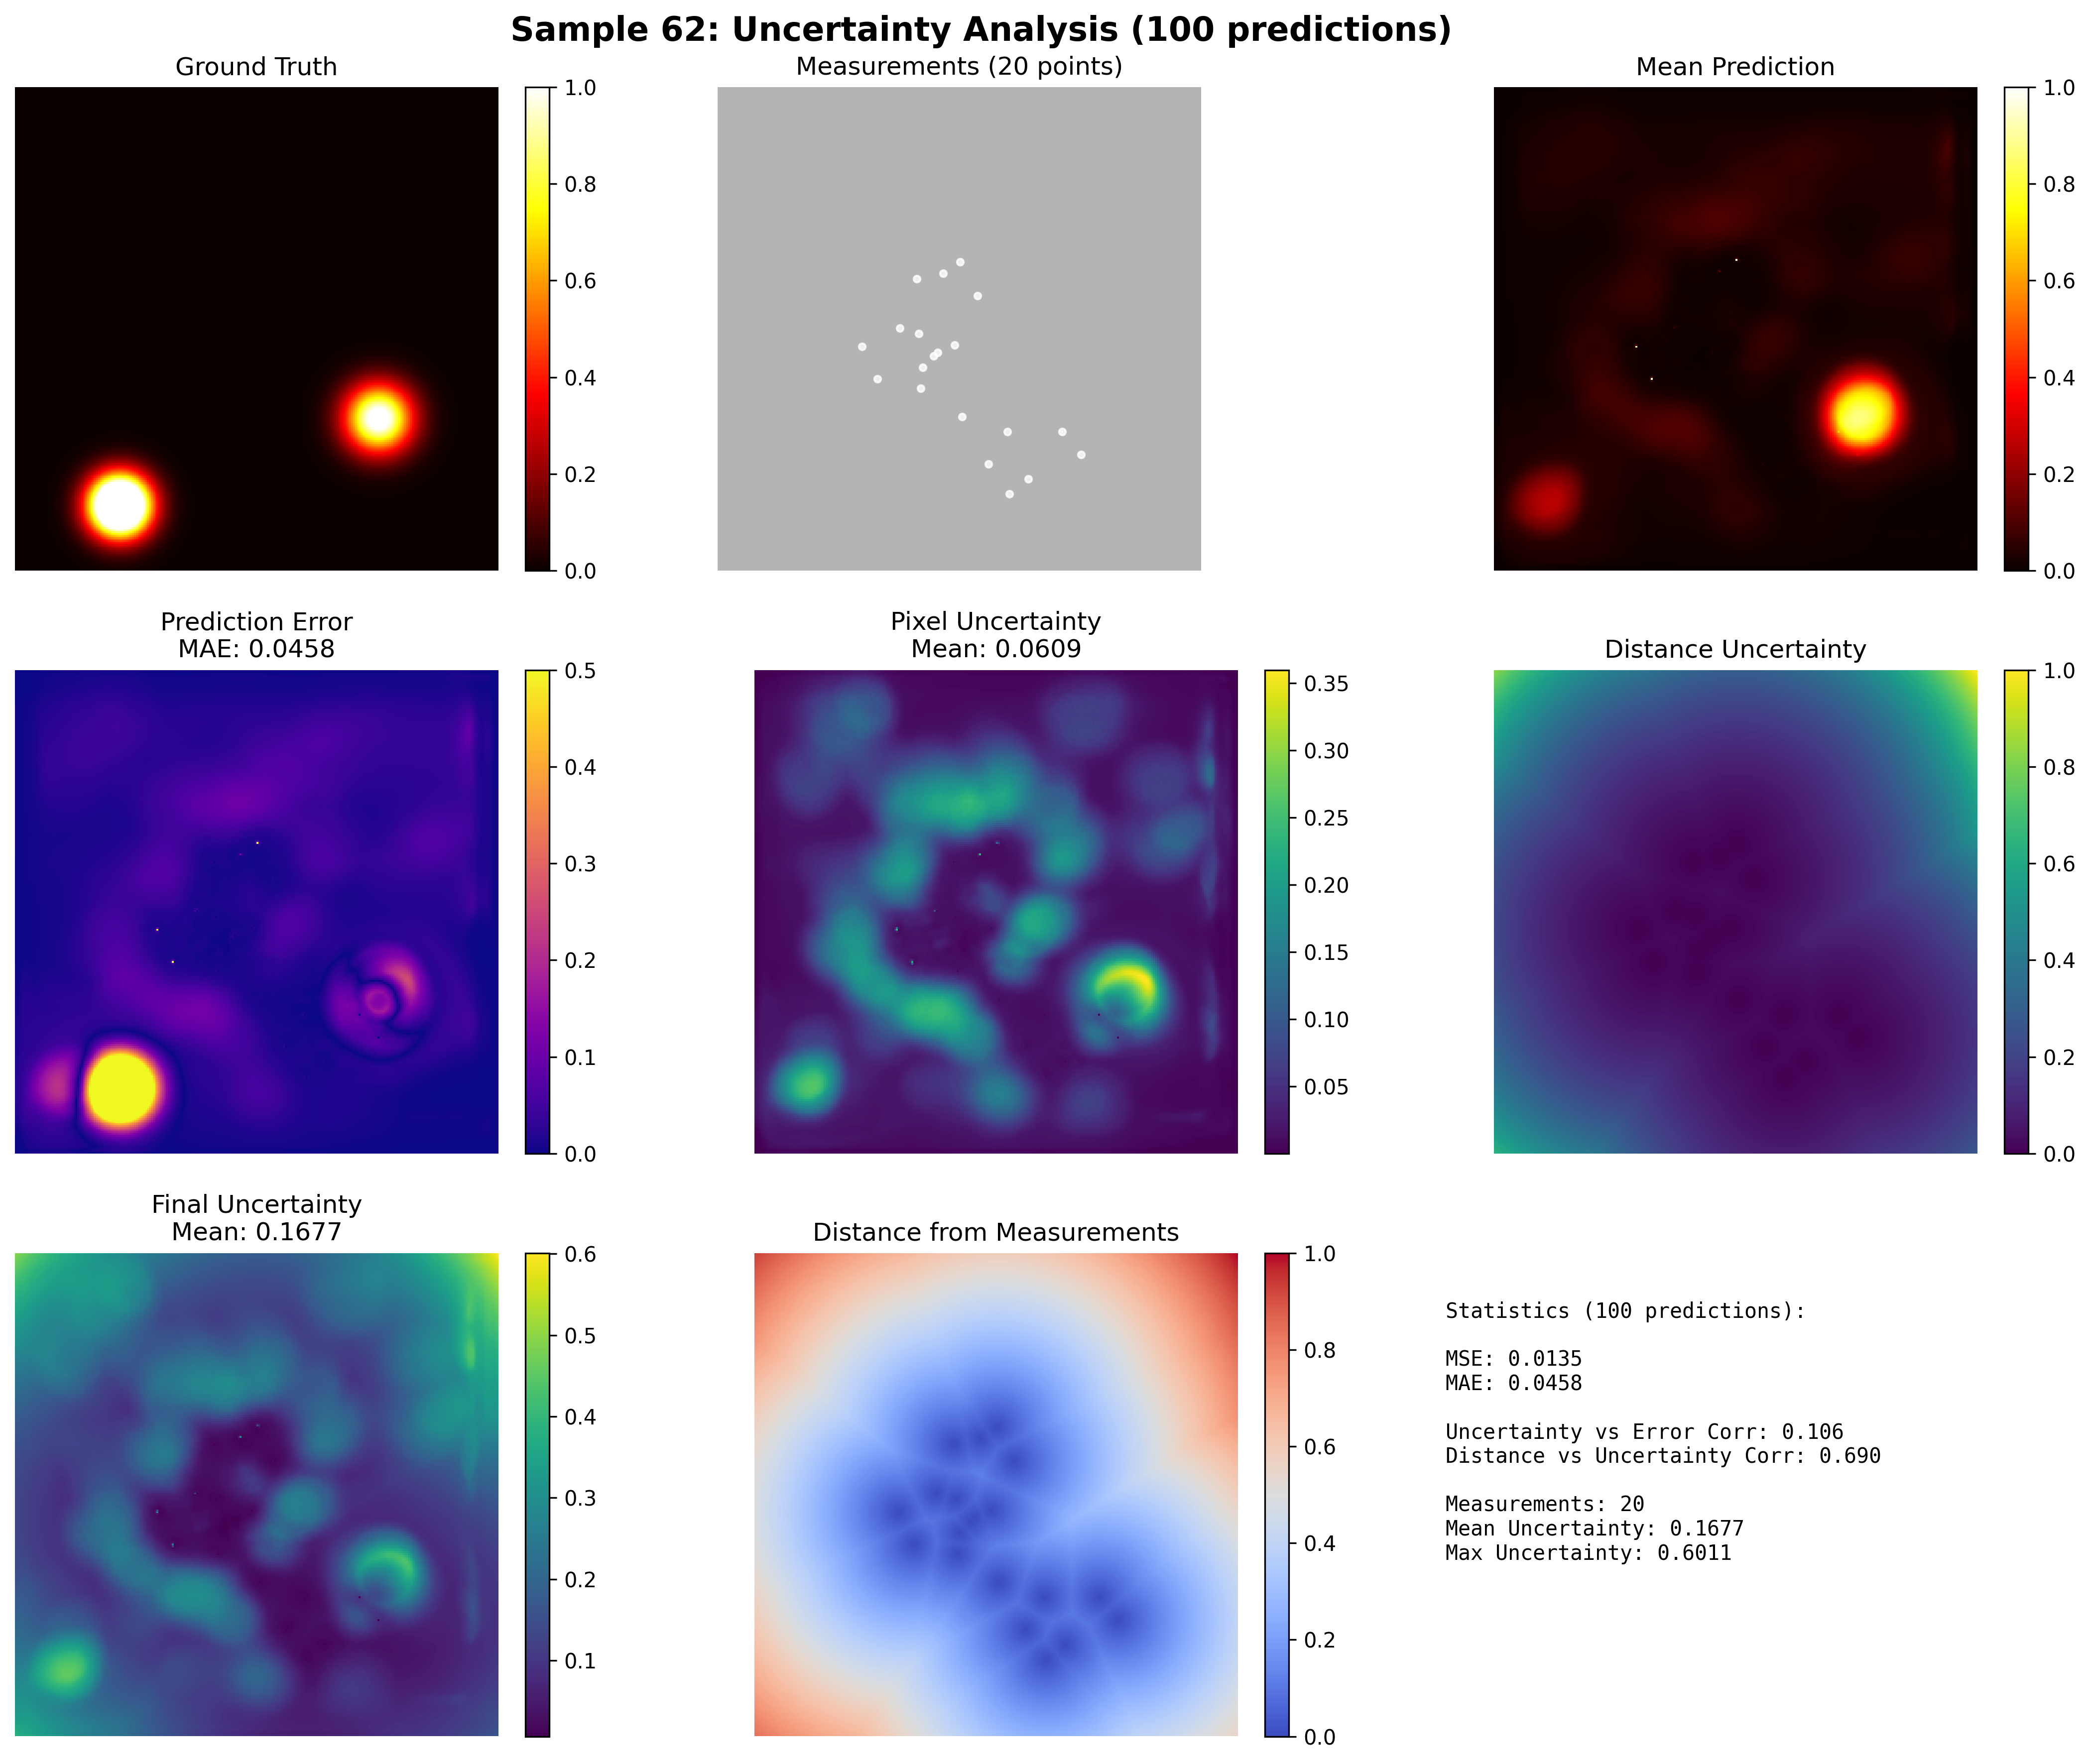 Sample 62: Uncertainty Analysis (100 predictions)
Ground Truth
1.0
0.8
0.6
0.4
0.2
0.0
Measurements (20 points)
Mean Prediction
1.0
0.8
0.6
0.4
0.2
0.0
Prediction Error
MAE: 0.0458
0.5
0.4
0.3
0.2
0.1
0.0
Pixel Uncertainty
Mean: 0.0609
0.35
0.30
0.25
0.20
0.15
0.10
0.05
Distance Uncertainty
1.0
0.8
0.6
0.4
0.2
0.0
Final Uncertainty
Mean: 0.1677
0.6
0.5
0.4
0.3
0.2
0.1
Distance from Measurements
1.0
0.8
0.6
0.4
0.2
0.0
Statistics (100 predictions):
MSE: 0.0135
MAE: 0.0458
Uncertainty vs Error Corr: 0.106
Distance vs Uncertainty Corr: 0.690
Measurements: 20
Mean Uncertainty: 0.1677
Max Uncertainty: 0.6011